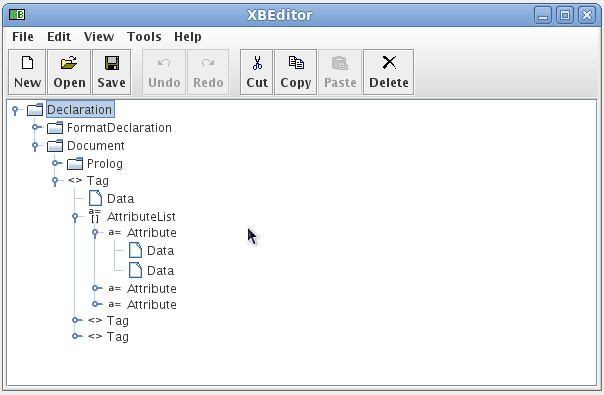 XBEditor
File Edit View Tools Help
New Open Save Undo Redo Cut Copy Paste Delete
Declaration
FormatDeclaration
Document
Prolog
<> Tag
Data
a= [] AttributeList
a= Attribute
Data
Data
a= Attribute
a= Attribute
<> Tag
<> Tag